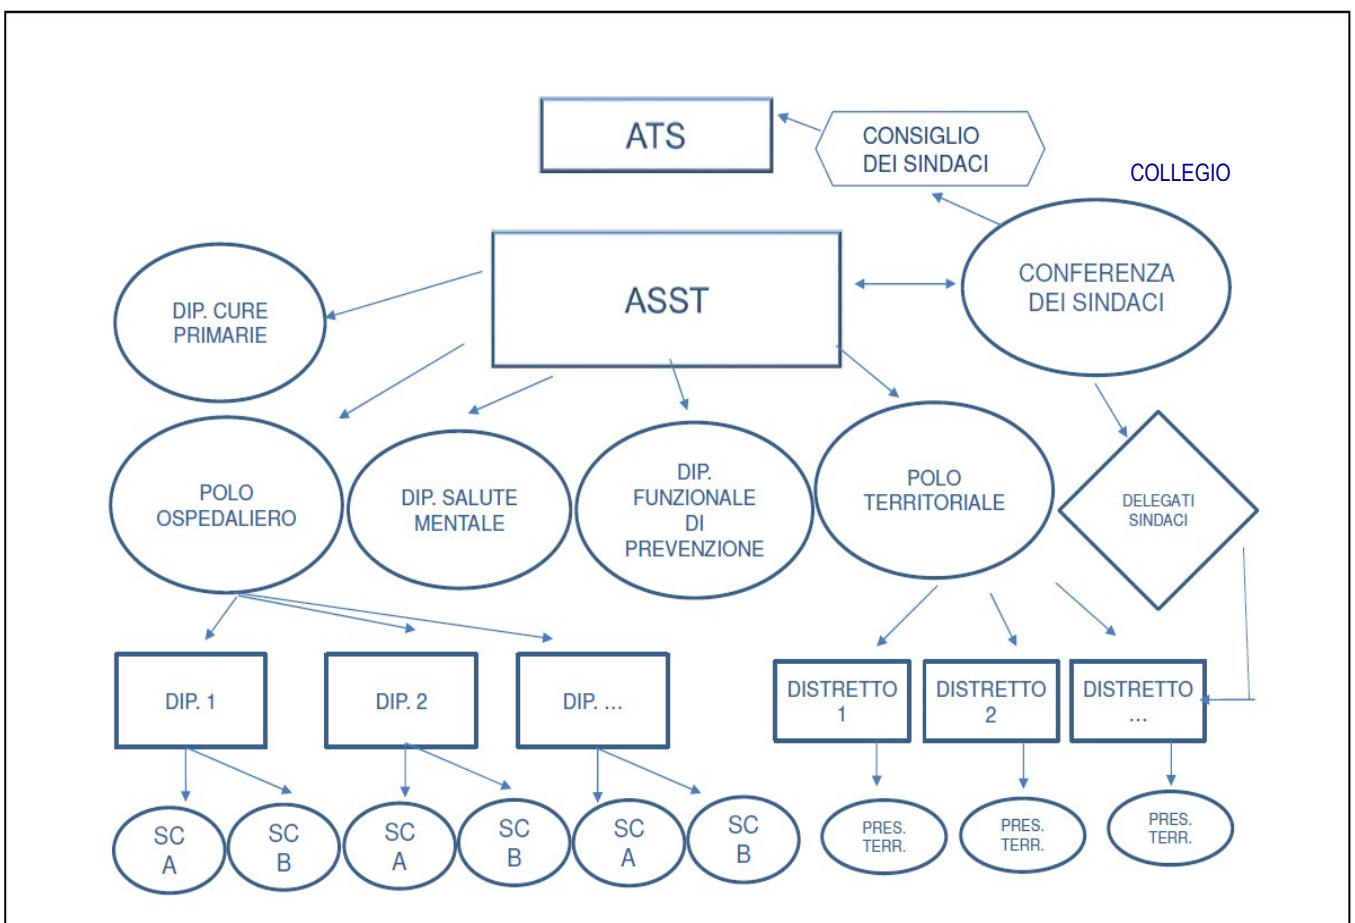 ATS
CONSIGLIO
DEI SINDACI
COLLEGIO
ASST
CONFERENZA
DEI SINDACI
DIP. CURE
PRIMARIE
POLO
OSPEDALIERO
DIP. SALUTE
MENTALE
DIP.
FUNZIONALE
DI
PREVENZIONE
POLO
TERRITORIALE
DELEGATI
SINDACI
DIP. 1
DIP. 2
DIP. ...
DISTRETTO
1
DISTRETTO
2
DISTRETTO
...
SC
A
SC
B
SC
A
SC
B
SC
A
SC
B
PRES.
TERR.
PRES.
TERR.
PRES.
TERR.